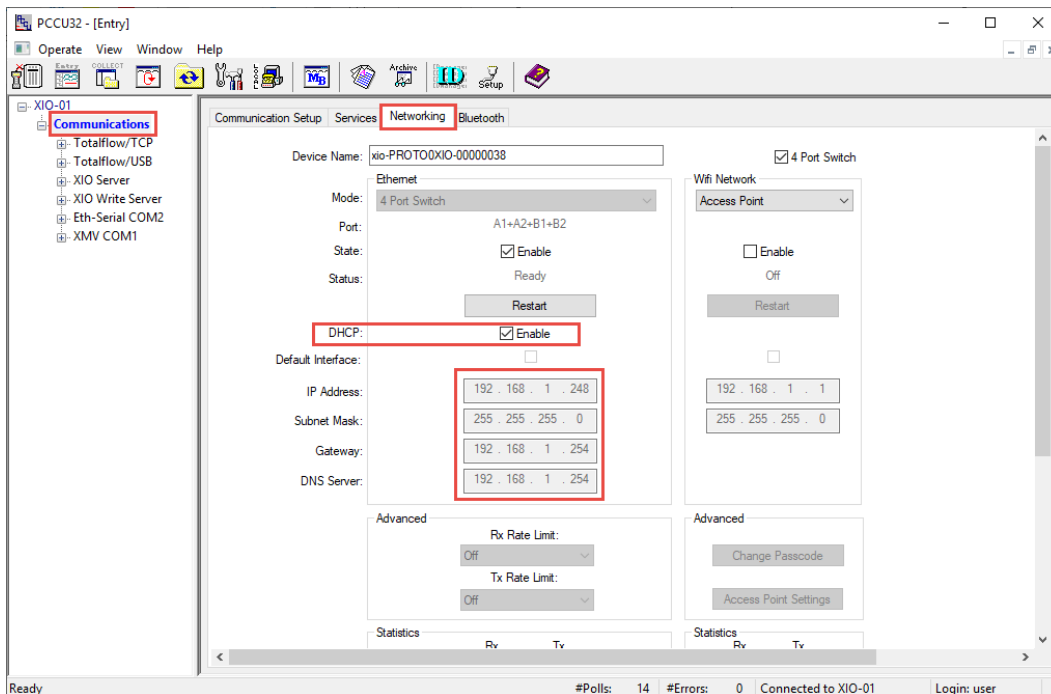 PCCU32 - [Entry]
Operate View Window Help
Entry COLLECT Archive
MB Setup
XIO-01
Communications
Totalflow/TCP
Totalflow/USB
XIO Server
XIO Write Server
Eth-Serial COM2
XMV COM1
Communication Setup Services Networking Bluetooth
Device Name: xio-PROTO0XIO-00000038 4 Port Switch
Ethernet Wifi Network
Mode: 4 Port Switch Access Point
Port: A1+A2+B1+B2
State: Enable Enable
Status: Ready Off
Restart Restart
DHCP: Enable
Default Interface:
IP Address: 192 . 168 . 1 . 248 192 . 168 . 1 . 1
Subnet Mask: 255 . 255 . 255 . 0 255 . 255 . 255 . 0
Gateway: 192 . 168 . 1 . 254
DNS Server: 192 . 168 . 1 . 254
Advanced Advanced
Rx Rate Limit:
Off Change Passcode
Tx Rate Limit:
Off Access Point Settings
Statistics Statistics
Rx Tx Rx Tx
Ready #Polls: 14 #Errors: 0 Connected to XIO-01 Login: user